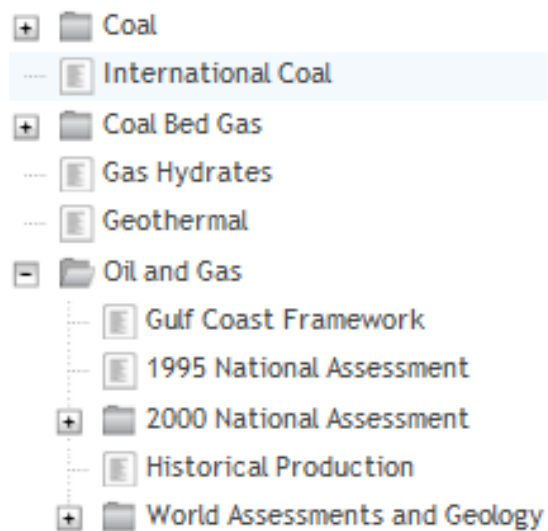 Coal
International Coal
Coal Bed Gas
Gas Hydrates
Geothermal
Oil and Gas
Gulf Coast Framework
1995 National Assessment
2000 National Assessment
Historical Production
World Assessments and Geology